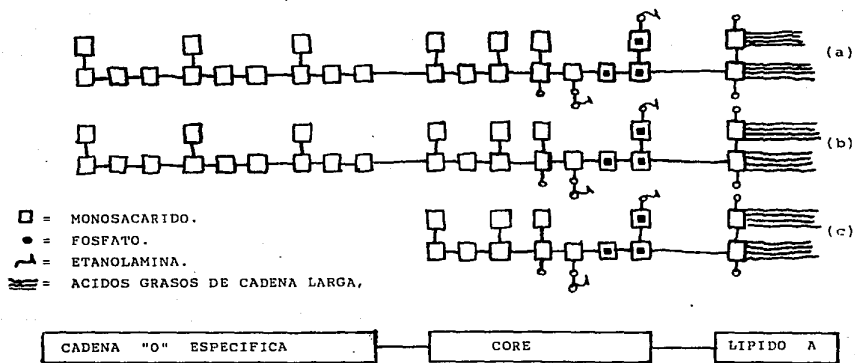 (a)
(b)
(c)
= MONOSACARIDO.
= FOSFATO.
= ETANOLAMINA.
= ACIDOS GRASOS DE CADENA LARGA,
CADENA "O" ESPECIFICA
CORE
LIPIDO A